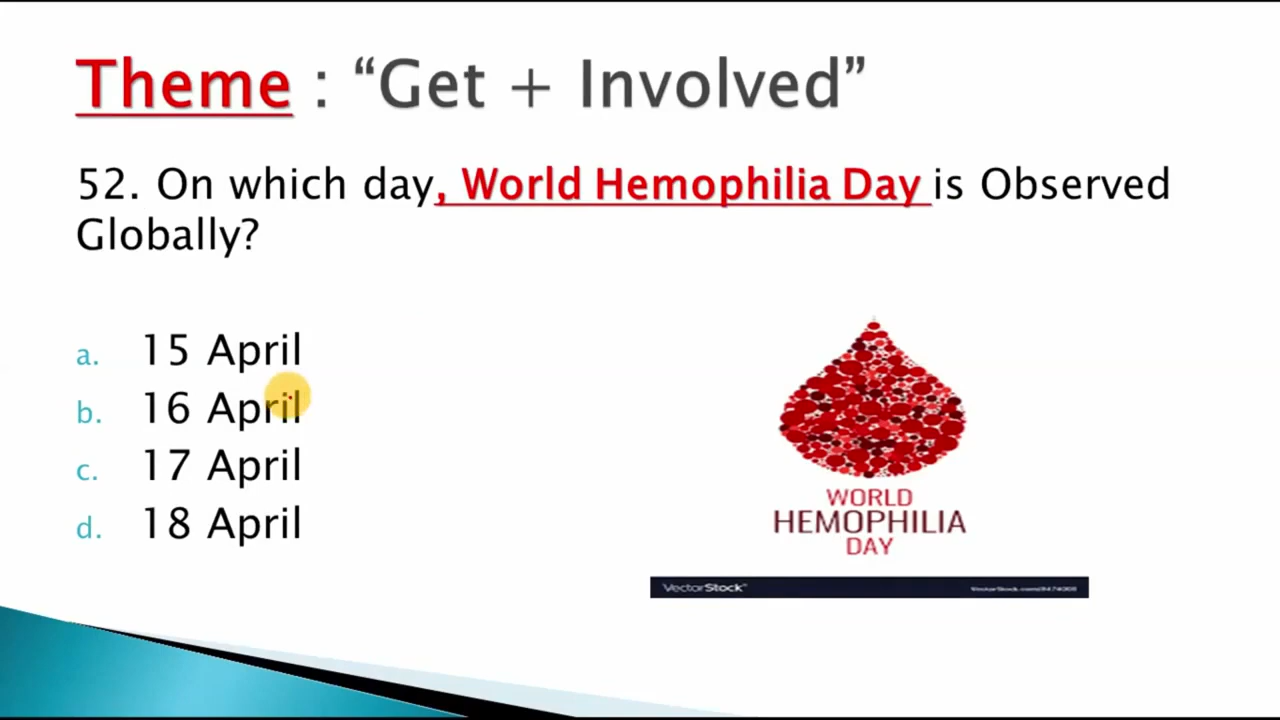 Theme : “Get + Involved”
52. On which day, World Hemophilia Day is Observed
Globally?
a. 15 April
b. 16 April
c. 17 April
d. 18 April
WORLD
HEMOPHILIA
DAY
VectorStock